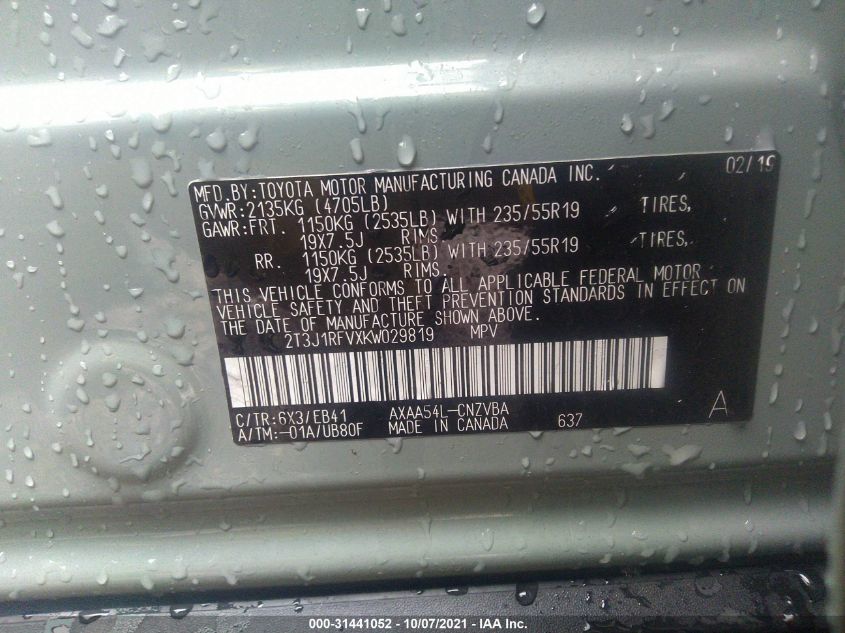 02/19
MFD.BY:TOYOTA MOTOR MANUFACTURING CANADA INC.
GVWR:2135KG (4705LB)
GAWR:FRT. 1150KG (2535LB) WITH 235/55R19 TIRES,
19X7.5J RIMS.
RR. 1150KG (2535LB) WITH 235/55R19 TIRES,
19X7.5J RIMS.
THIS VEHICLE CONFORMS TO ALL APPLICABLE FEDERAL MOTOR
VEHICLE SAFETY AND THEFT PREVENTION STANDARDS IN EFFECT ON
THE DATE OF MANUFACTURE SHOWN ABOVE.
2T3J1RFVXKW029819 MPV
C/TR:6X3/EB41 AXAA54L-CNZVBA A
A/TM:-01A/UB80F MADE IN CANADA 637
000-31441052 - 10/07/2021 - IAA Inc.